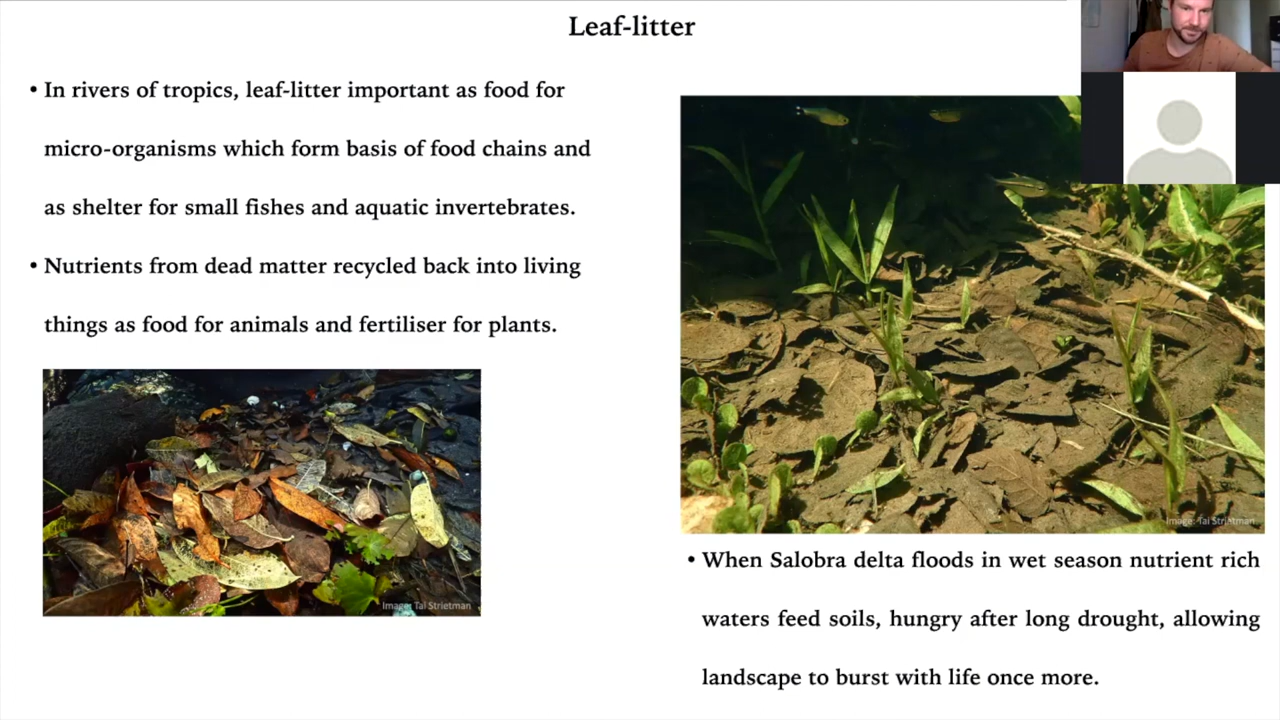 Leaf-litter
• In rivers of tropics, leaf-litter important as food for
micro-organisms which form basis of food chains and
as shelter for small fishes and aquatic invertebrates.
• Nutrients from dead matter recycled back into living
things as food for animals and fertiliser for plants.
Image: Tai Strietman
Image: Tai Strietman
• When Salobra delta floods in wet season nutrient rich
waters feed soils, hungry after long drought, allowing
landscape to burst with life once more.